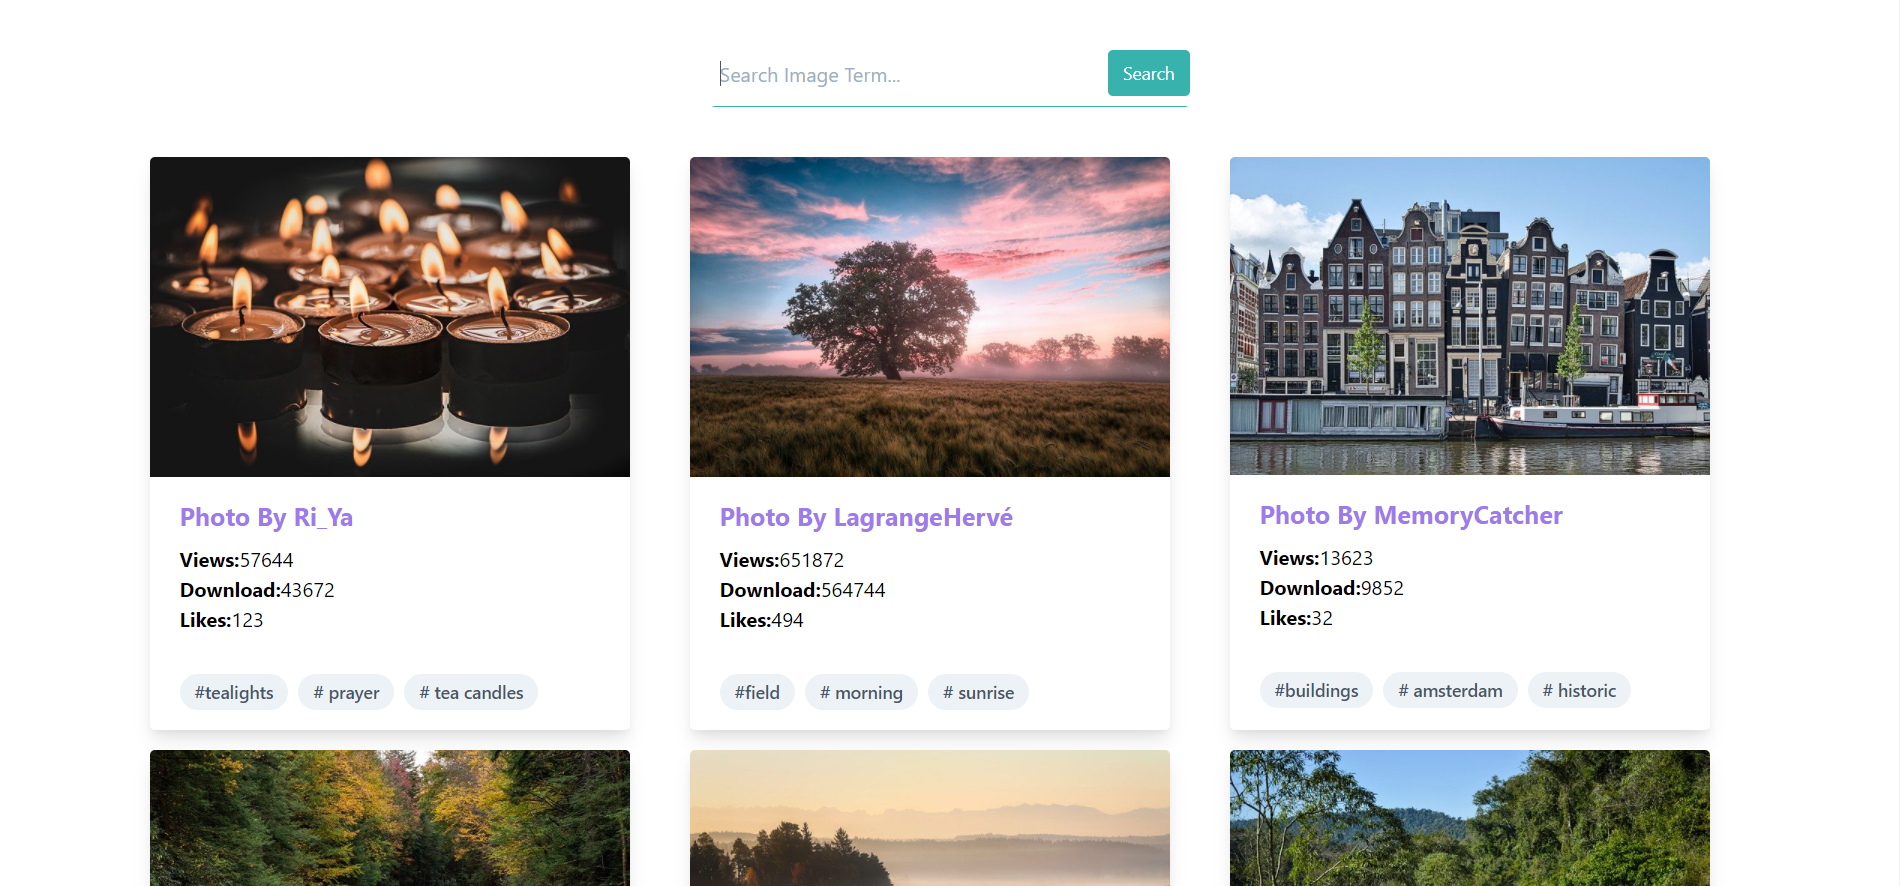 Search Image Term...
Search
Photo By Ri_Ya
Views:57644
Download:43672
Likes:123
#tealights # prayer # tea candles
Photo By LagrangeHervé
Views:651872
Download:564744
Likes:494
#field # morning # sunrise
Photo By MemoryCatcher
Views:13623
Download:9852
Likes:32
#buildings # amsterdam # historic